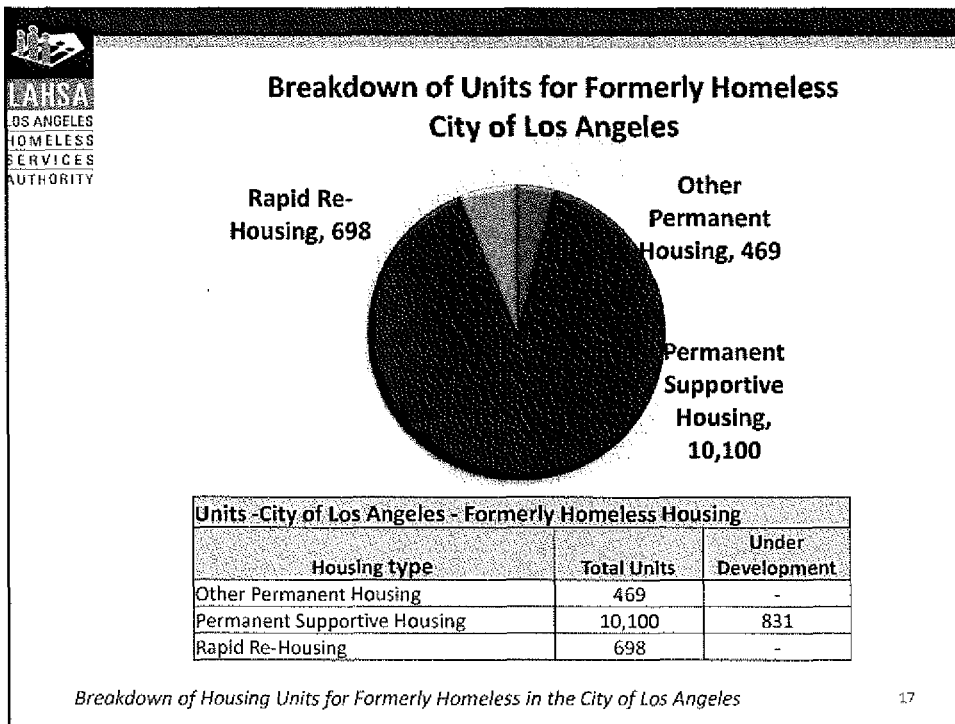 LAHSA
LOS ANGELES
HOMELESS
SERVICES
AUTHORITY
Breakdown of Units for Formerly Homeless
City of Los Angeles
Rapid Re-
Housing, 698
Other
Permanent
Housing, 469
Permanent
Supportive
Housing,
10,100
Units -City of Los Angeles - Formerly Homeless Housing
Housing type Total Units Under Development
Other Permanent Housing 469 -
Permanent Supportive Housing 10,100 831
Rapid Re-Housing 698 -
Breakdown of Housing Units for Formerly Homeless in the City of Los Angeles 17